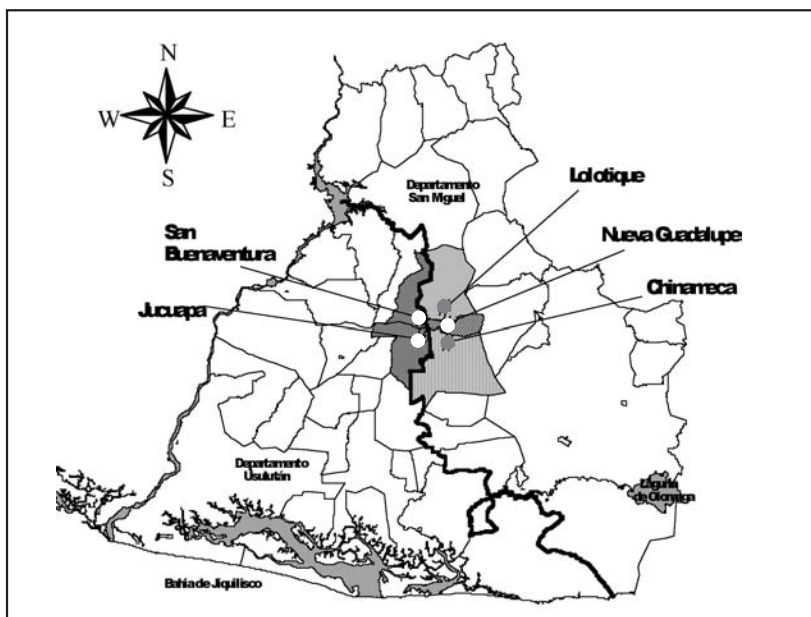 N
W E
S
Departamento
San Miguel
Lolotique
San
Buenaventura
Nueva Guadalupe
Jucuapa
Chinameca
Departamento
Usulután
Laguna
de Olomega
Bahía de Jiquilisco